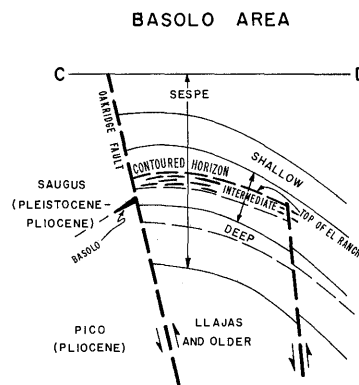 BASOLO AREA
C
SESPE
OAKRIDGE FAULT
CONTOURED HORIZON
SHALLOW
INTERMEDIATE
TOP OF EL RANCH
DEEP
SAUGUS
(PLEISTOCENE-
PLIOCENE)
BASOLO
PICO
(PLIOCENE)
LLAJAS
AND OLDER